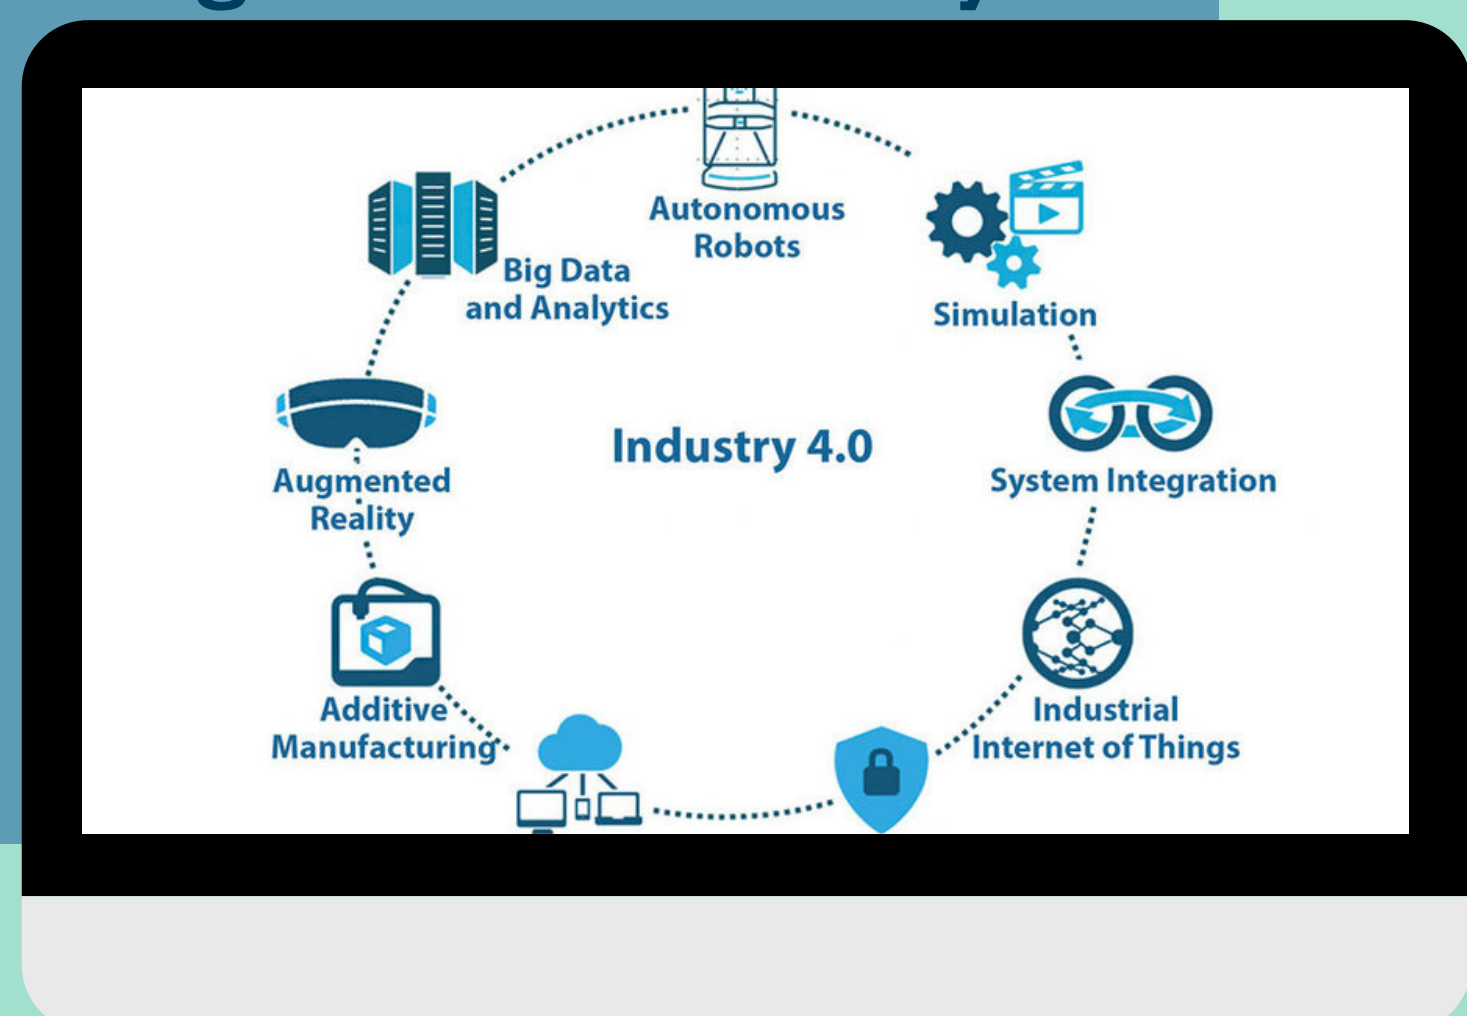 Autonomous
Robots
Big Data
and Analytics
Simulation
Industry 4.0
Augmented
Reality
System Integration
Additive
Manufacturing
Industrial
Internet of Things